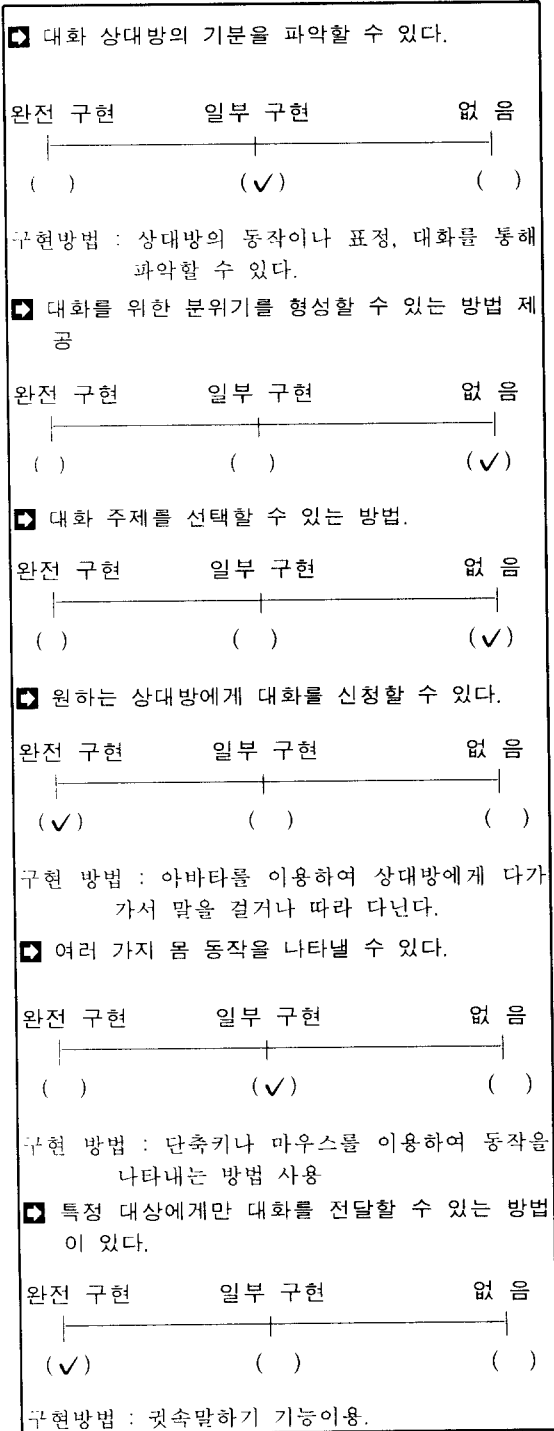 ➡ 대화 상대방의 기분을 파악할 수 있다.
완전 구현 일부 구현 없 음
( ) (✓) ( )
구현방법 : 상대방의 동작이나 표정, 대화를 통해
파악할 수 있다.
➡ 대화를 위한 분위기를 형성할 수 있는 방법 제
공
완전 구현 일부 구현 없 음
( ) ( ) (✓)
➡ 대화 주제를 선택할 수 있는 방법.
완전 구현 일부 구현 없 음
( ) ( ) (✓)
➡ 원하는 상대방에게 대화를 신청할 수 있다.
완전 구현 일부 구현 없 음
(✓) ( ) ( )
구현 방법 : 아바타를 이용하여 상대방에게 다가
가서 말을 걸거나 따라 다닌다.
➡ 여러 가지 몸 동작을 나타낼 수 있다.
완전 구현 일부 구현 없 음
( ) (✓) ( )
구현 방법 : 단축키나 마우스를 이용하여 동작을
나타내는 방법 사용
➡ 특정 대상에게만 대화를 전달할 수 있는 방법
이 있다.
완전 구현 일부 구현 없 음
(✓) ( ) ( )
구현방법 : 귓속말하기 기능이용.